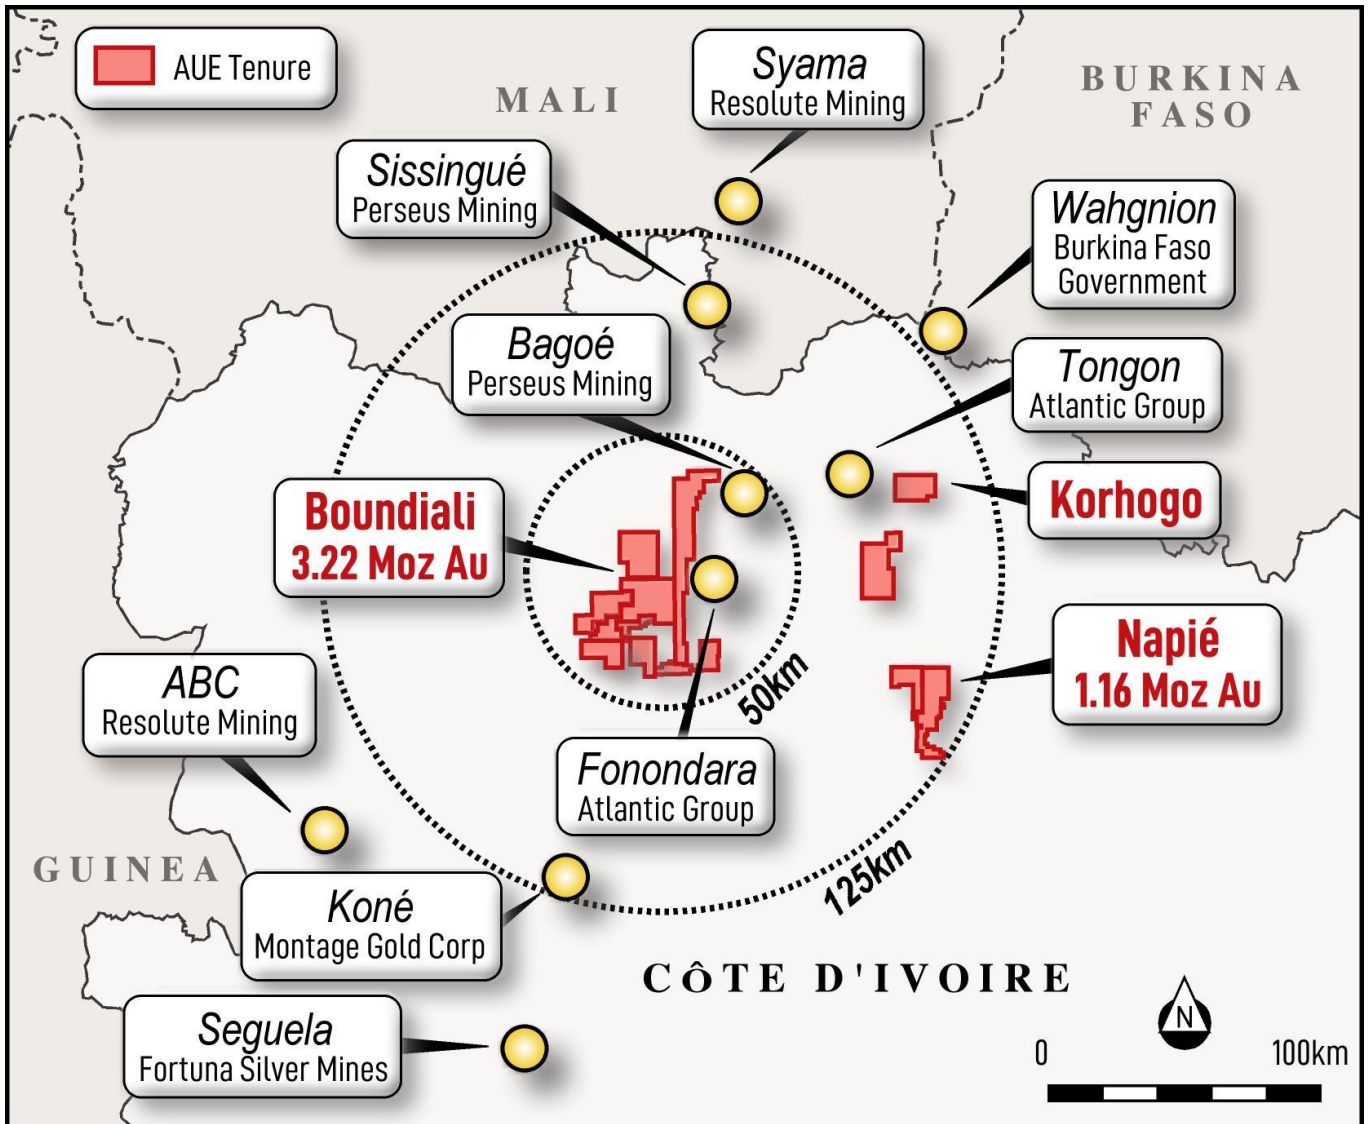 AUE Tenure
MALI
Syama
Resolute Mining
BURKINA
FASO
Sissingué
Perseus Mining
Wahgnion
Burkina Faso
Government
Bagoé
Perseus Mining
Tongon
Atlantic Group
Boundiali
3.22 Moz Au
Korhogo
Napié
1.16 Moz Au
50km
ABC
Resolute Mining
Fonondara
Atlantic Group
125km
GUINEA
Koné
Montage Gold Corp
CÔTE D'IVOIRE
Seguela
Fortuna Silver Mines
N
0 100km